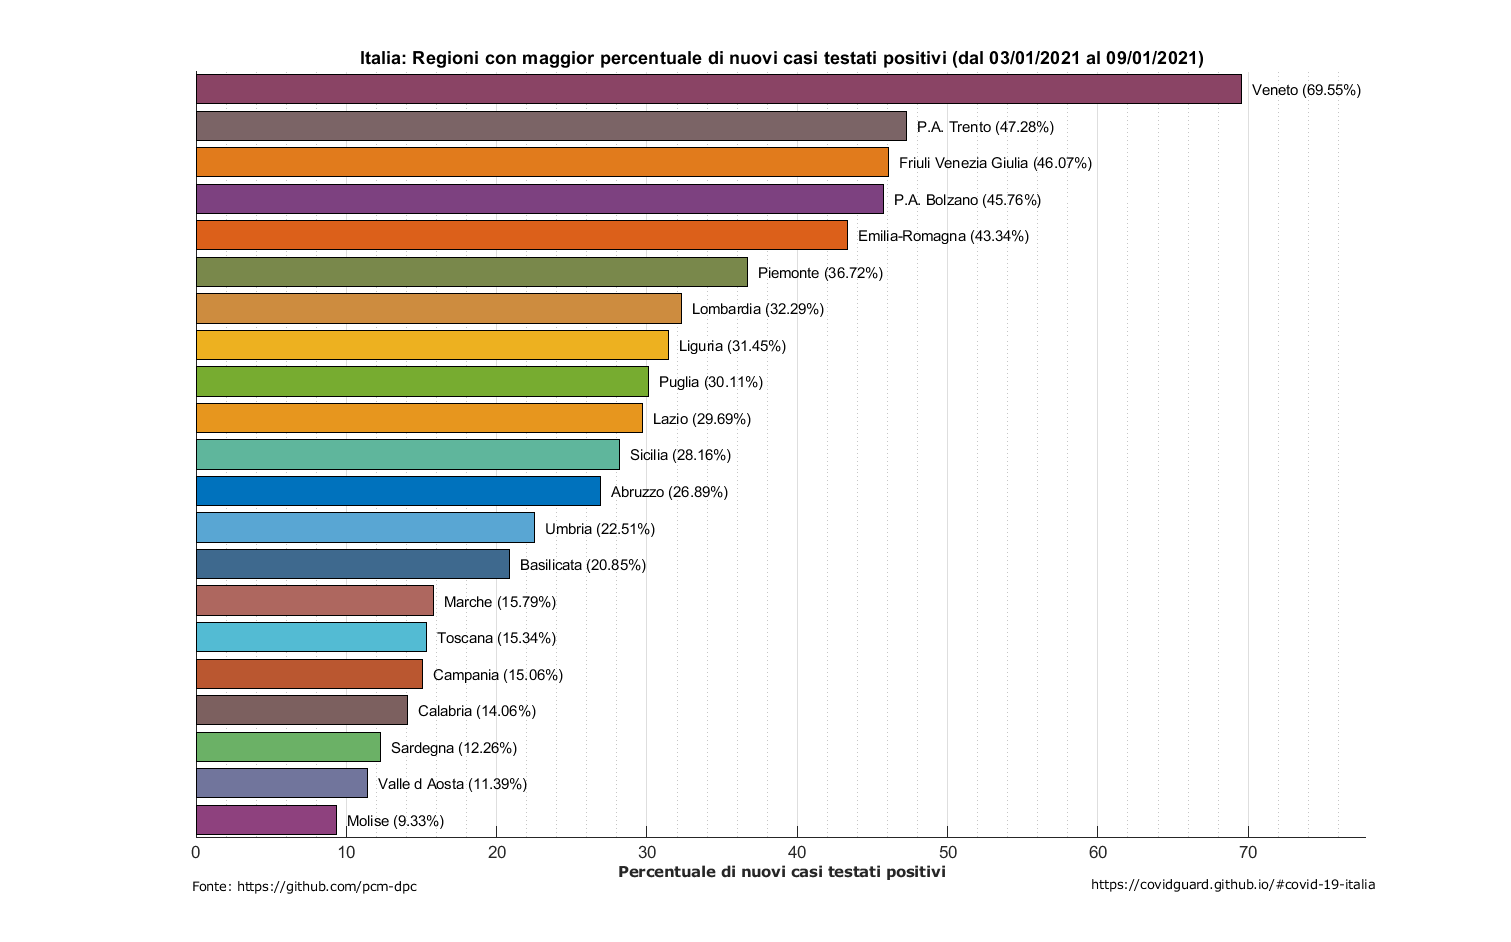 Italia: Regioni con maggior percentuale di nuovi casi testati positivi (dal 03/01/2021 al 09/01/2021)
Veneto (69.55%)
P.A. Trento (47.28%)
Friuli Venezia Giulia (46.07%)
P.A. Bolzano (45.76%)
Emilia-Romagna (43.34%)
Piemonte (36.72%)
Lombardia (32.29%)
Liguria (31.45%)
Puglia (30.11%)
Lazio (29.69%)
Sicilia (28.16%)
Abruzzo (26.89%)
Umbria (22.51%)
Basilicata (20.85%)
Marche (15.79%)
Toscana (15.34%)
Campania (15.06%)
Calabria (14.06%)
Sardegna (12.26%)
Valle d Aosta (11.39%)
Molise (9.33%)
0 10 20 30 40 50 60 70
Percentuale di nuovi casi testati positivi
Fonte: https://github.com/pcm-dpc
https://covidguard.github.io/#covid-19-italia